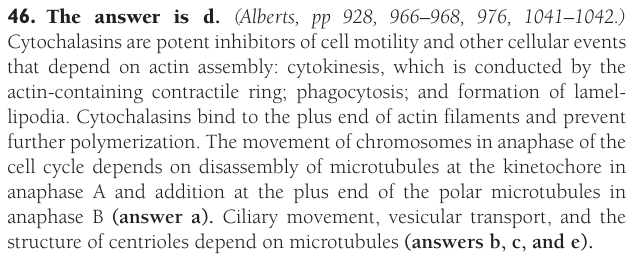 46. The answer is d. (Alberts, pp 928, 966–968, 976, 1041–1042.)
Cytochalasins are potent inhibitors of cell motility and other cellular events
that depend on actin assembly: cytokinesis, which is conducted by the
actin-containing contractile ring; phagocytosis; and formation of lamel-
lipodia. Cytochalasins bind to the plus end of actin filaments and prevent
further polymerization. The movement of chromosomes in anaphase of the
cell cycle depends on disassembly of microtubules at the kinetochore in
anaphase A and addition at the plus end of the polar microtubules in
anaphase B (answer a). Ciliary movement, vesicular transport, and the
structure of centrioles depend on microtubules (answers b, c, and e).